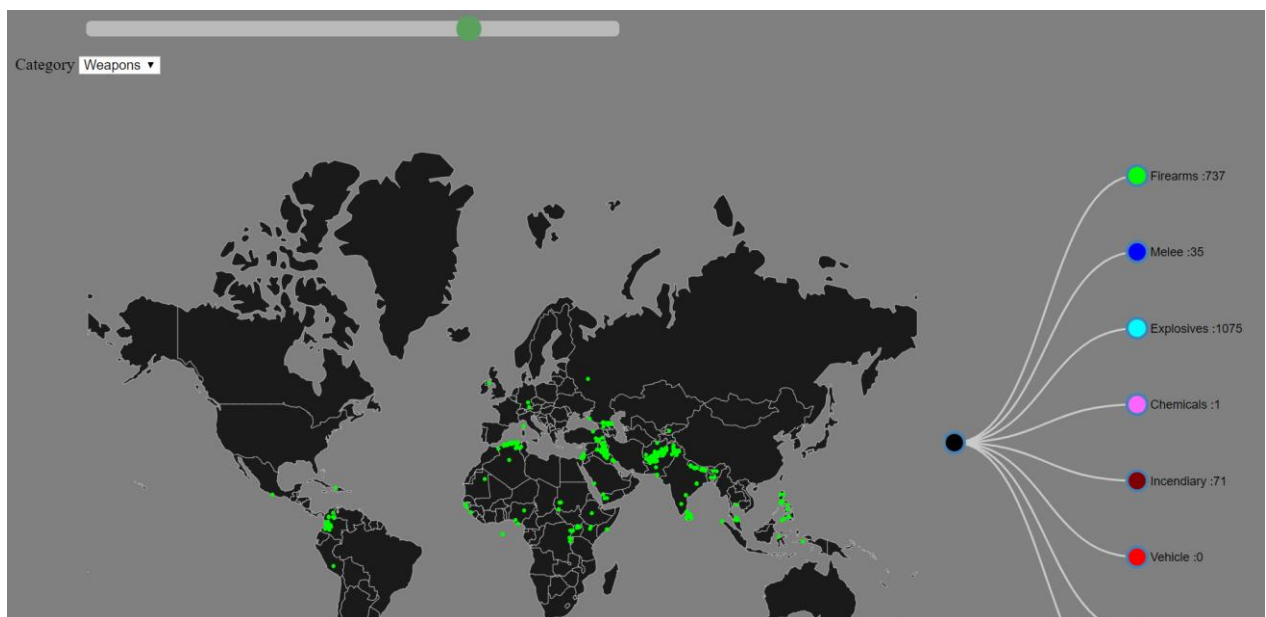 Category Weapons
Firearms :737
Melee :35
Explosives :1075
Chemicals :1
Incendiary :71
Vehicle :0